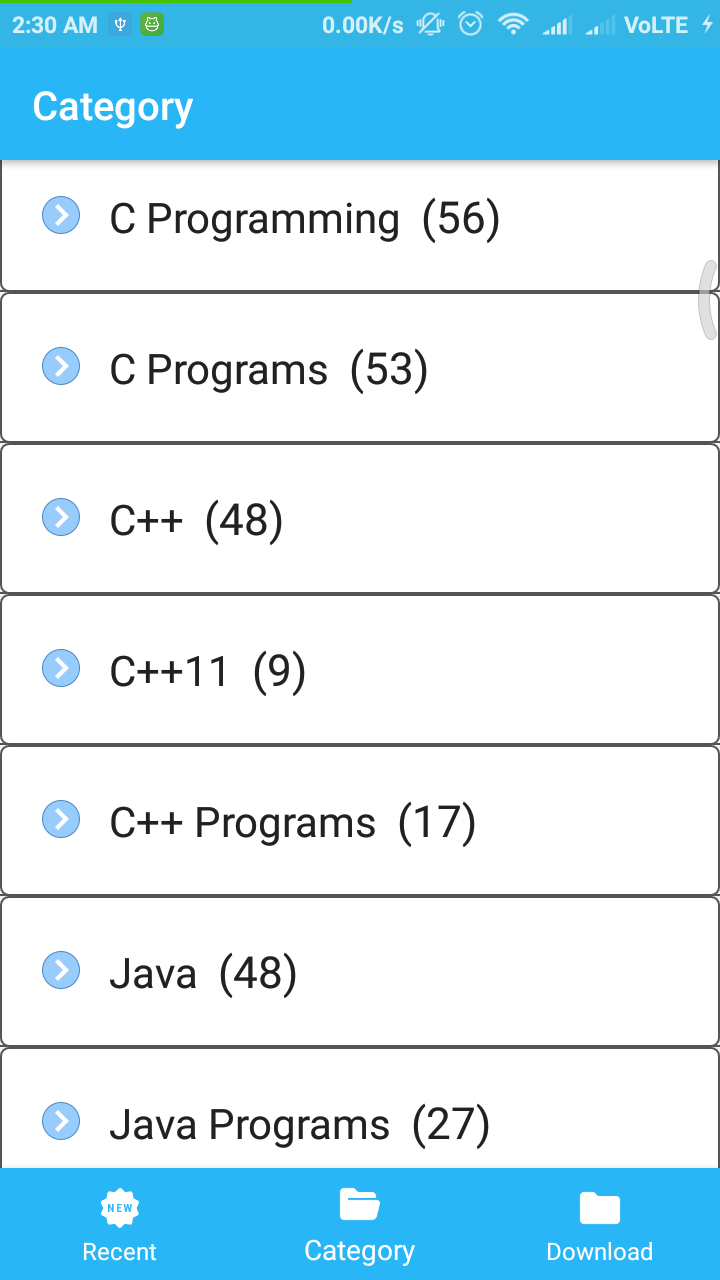 2:30 AM 0.00K/s VoLTE
Category
C Programming (56)
C Programs (53)
C++ (48)
C++11 (9)
C++ Programs (17)
Java (48)
Java Programs (27)
NEW
Recent Category Download